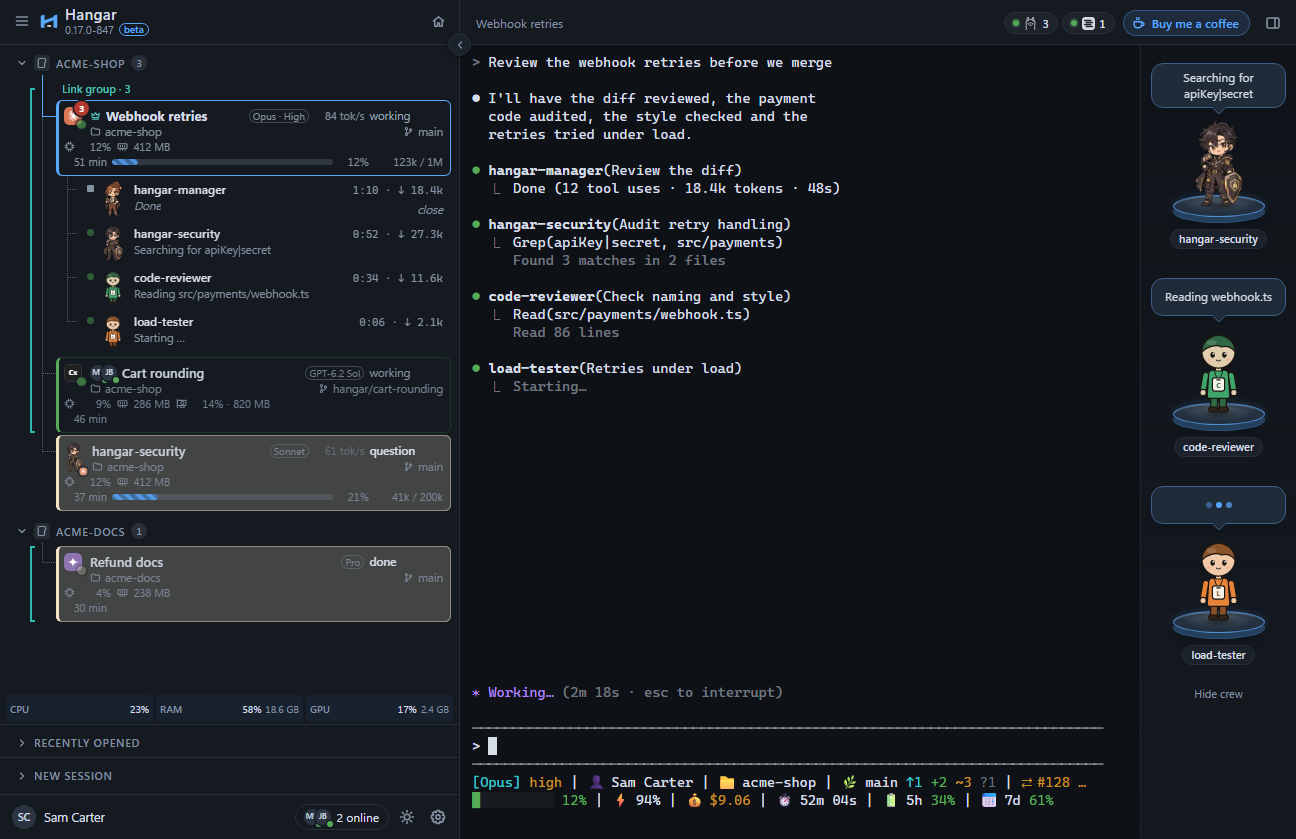 Hangar
0.17.0-847 beta
ACME-SHOP 3
Link group · 3
3
Webhook retries Opus · High 84 tok/s working
acme-shop main
12% 412 MB
51 min 12% 123k / 1M
hangar-manager 1:10 · ↓ 18.4k
Done
close
hangar-security 0:52 · ↓ 27.3k
Searching for apiKey|secret
code-reviewer 0:34 · ↓ 11.6k
Reading src/payments/webhook.ts
load-tester 0:06 · ↓ 2.1k
Starting ...
Cx JB Cart rounding GPT-6.2 Sol working
acme-shop hangar/cart-rounding
9% 286 MB 14% · 820 MB
46 min
hangar-security Sonnet 61 tok/s question
acme-shop main
12% 412 MB
37 min 21% 41k / 200k
ACME-DOCS 1
Refund docs Pro done
acme-docs main
4% 238 MB
30 min
CPU 23% RAM 58% 18.6 GB GPU 17% 2.4 GB
RECENTLY OPENED
NEW SESSION
SC Sam Carter JB 2 online
Webhook retries
3 1 Buy me a coffee
> Review the webhook retries before we merge
● I'll have the diff reviewed, the payment
code audited, the style checked and the
retries tried under load.
● hangar-manager(Review the diff)
└ Done (12 tool uses · 18.4k tokens · 48s)
● hangar-security(Audit retry handling)
└ Grep(apiKey|secret, src/payments)
Found 3 matches in 2 files
● code-reviewer(Check naming and style)
└ Read(src/payments/webhook.ts)
Read 86 lines
● load-tester(Retries under load)
└ Starting…
* Working… (2m 18s · esc to interrupt)
>
[Opus] high | Sam Carter | acme-shop | main ↑1 +2 ~3 ?1 | ⇄ #128 …
12% | 94% | $9.06 | 52m 04s | 5h 34% | 7d 61%
Searching for
apiKey|secret
hangar-security
Reading webhook.ts
C
code-reviewer
L
load-tester
Hide crew